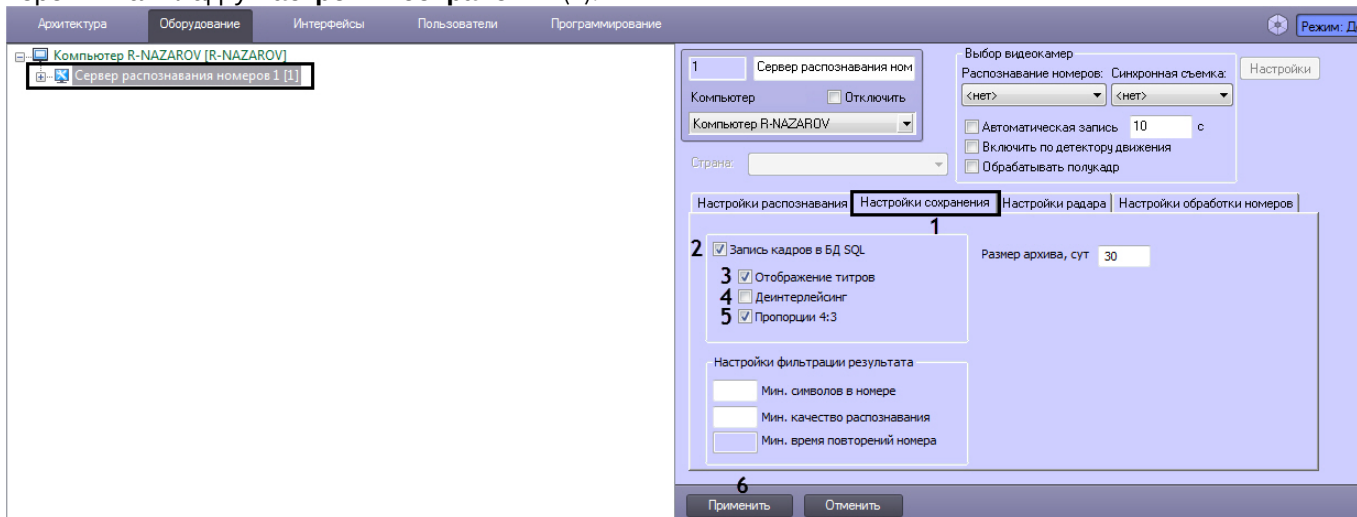 Архитектура Оборудование Интерфейсы Пользователи Программирование Режим: Д
Компьютер R-NAZAROV [R-NAZAROV]
Сервер распознавания номеров 1 [1]
1 Сервер распознавания ном
Компьютер Отключить
Компьютер R-NAZAROV
Страна:
Выбор видеокамер
Распознавание номеров: Синхронная съемка: Настройки
<нет> <нет>
Автоматическая запись 10 с
Включить по детектору движения
Обрабатывать полукадр
Настройки распознавания Настройки сохранения Настройки радара Настройки обработки номеров
1
2 Запись кадров в БД SQL
Размер архива, сут 30
3 Отображение титров
4 Деинтерлейсинг
5 Пропорции 4:3
Настройки фильтрации результата
Мин. символов в номере
Мин. качество распознавания
Мин. время повторений номера
6
Применить Отменить